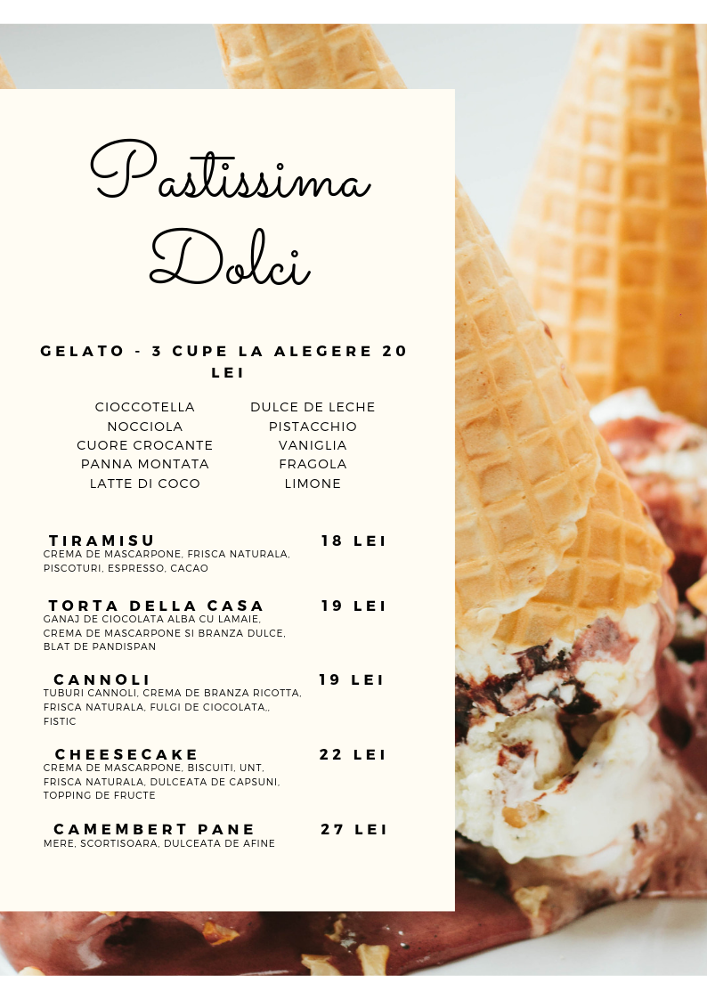 Pastissima
Dolci
GELATO - 3 CUPE LA ALEGERE 20
LEI
CIOCCOTELLA
NOCCIOLA
CUORE CROCANTE
PANNA MONTATA
LATTE DI COCO
DULCE DE LECHE
PISTACCHIO
VANIGLIA
FRAGOLA
LIMONE
TIRAMISU 18 LEI
CREMA DE MASCARPONE, FRISCA NATURALA,
PISCOTURI, ESPRESSO, CACAO
TORTA DELLA CASA 19 LEI
GANAJ DE CIOCOLATA ALBA CU LAMAIE,
CREMA DE MASCARPONE SI BRANZA DULCE,
BLAT DE PANDISPAN
CANNOLI 19 LEI
TUBURI CANNOLI, CREMA DE BRANZA RICOTTA,
FRISCA NATURALA, FULGI DE CIOCOLATA,,
FISTIC
CHEESECAKE 22 LEI
CREMA DE MASCARPONE, BISCUITI, UNT,
FRISCA NATURALA, DULCEATA DE CAPSUNI,
TOPPING DE FRUCTE
CAMEMBERT PANE 27 LEI
MERE, SCORTISOARA, DULCEATA DE AFINE